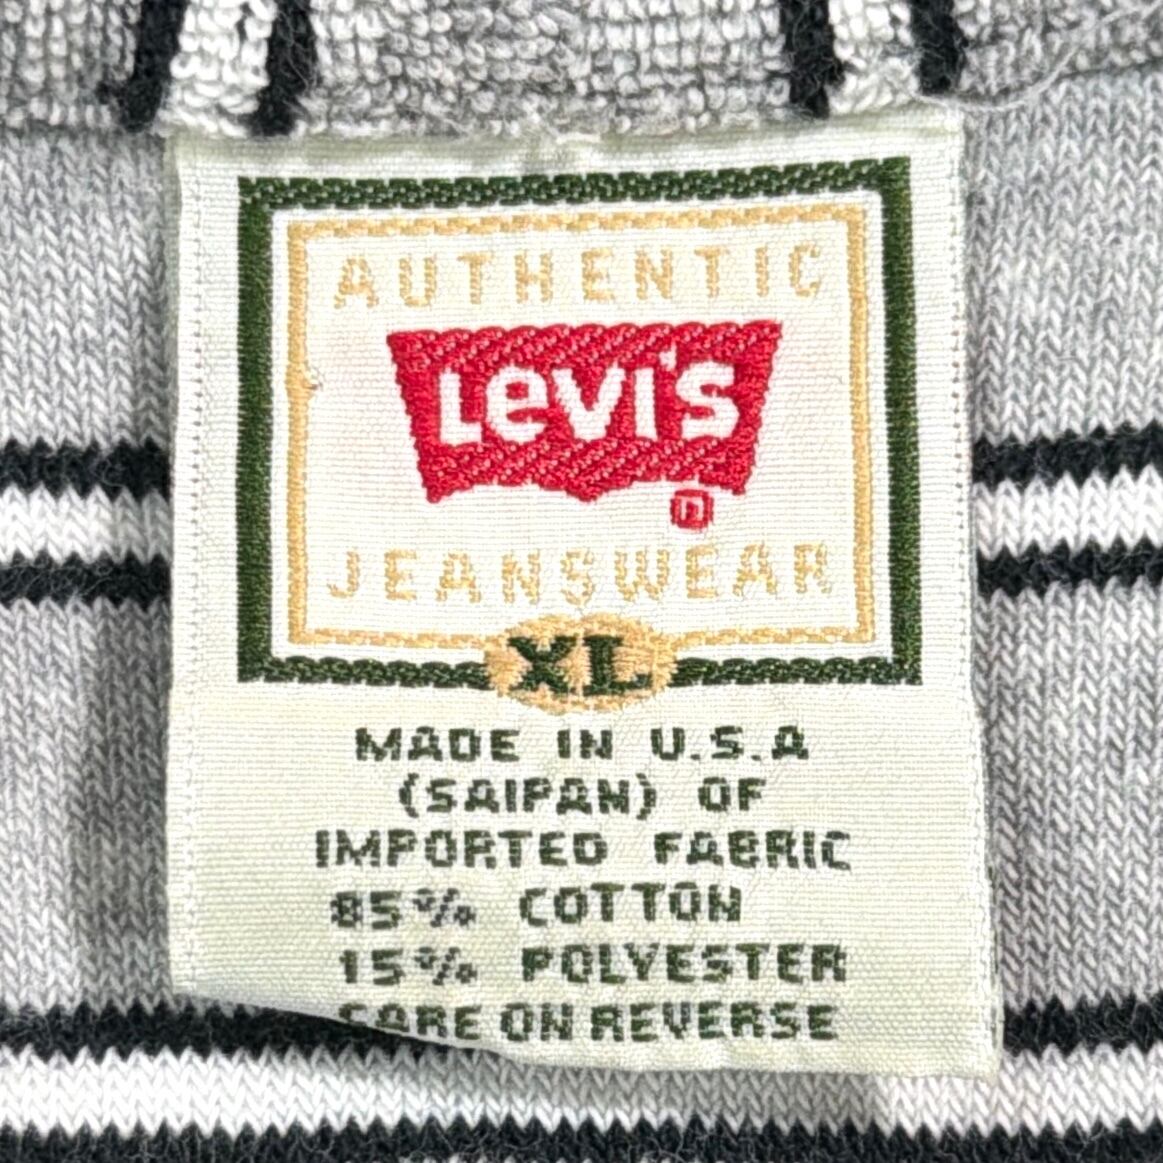 AUTHENTIC
Levi's
JEANSWEAR
XL
MADE IN U.S.A
(SAIPAN) OF
IMPORTED FABRIC
85% COTTON
15% POLYESTER
CARE ON REVERSE